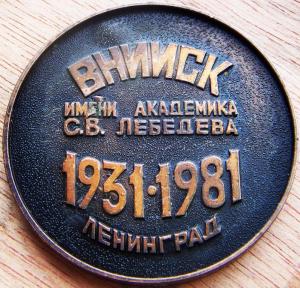 ВНИИСК
ИМЕНИ АКАДЕМИКА
С.В. ЛЕБЕДЕВА
1931·1981
ЛЕНИНГРАД